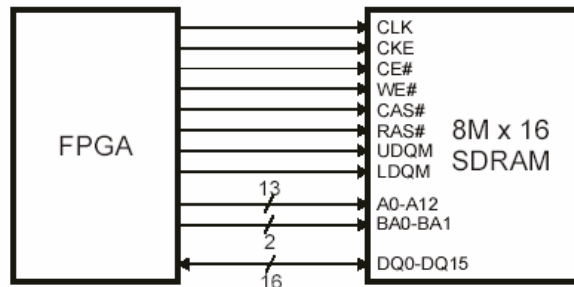 FPGA
CLK
CKE
CE#
WE#
CAS#
RAS#
UDQM
LDQM
13
A0-A12
BA0-BA1
2
DQ0-DQ15
16
8M x 16
SDRAM